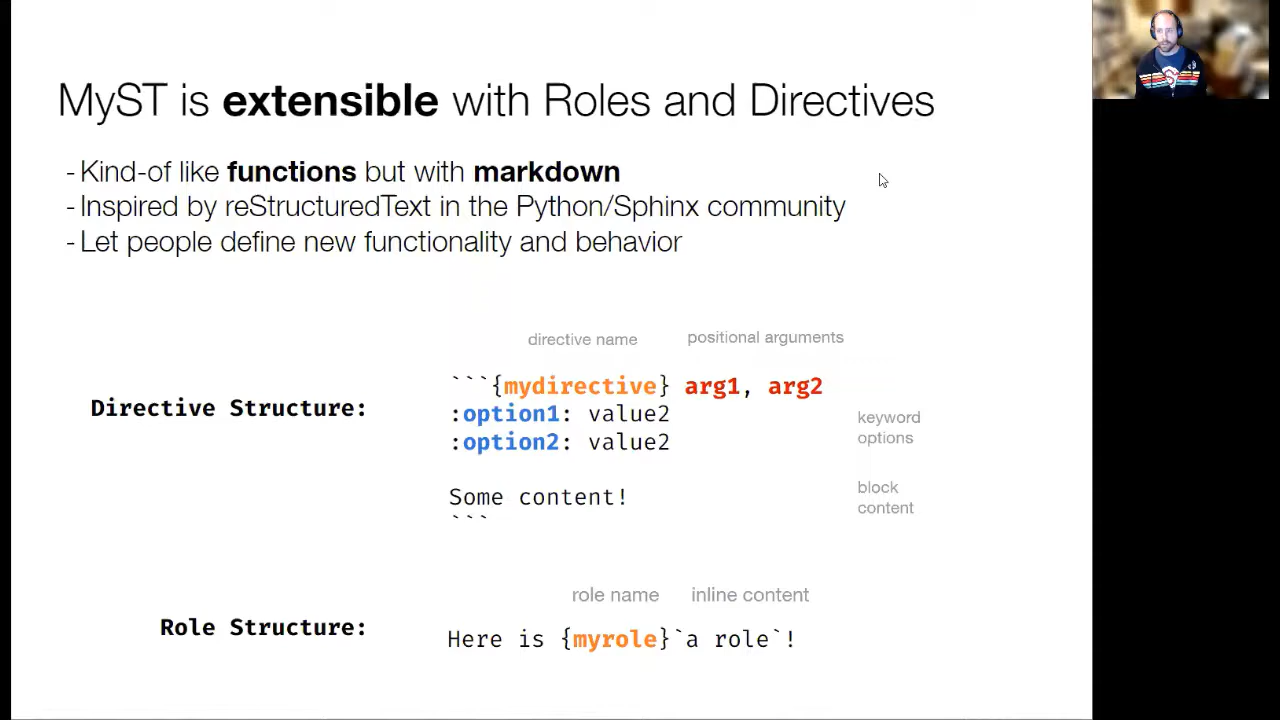 MyST is extensible with Roles and Directives
- Kind-of like functions but with markdown
- Inspired by reStructuredText in the Python/Sphinx community
- Let people define new functionality and behavior
directive name positional arguments
Directive Structure:
```{mydirective} arg1, arg2
:option1: value2
:option2: value2
keyword
options
Some content!
```
block
content
role name inline content
Role Structure:
Here is {myrole}`a role`!